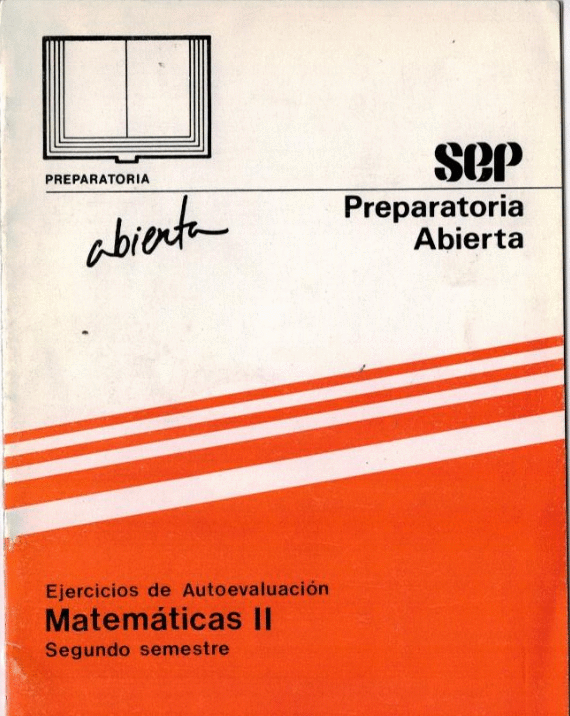 PREPARATORIA
abierta
sep
Preparatoria
Abierta
Ejercicios de Autoevaluación
Matemáticas II
Segundo semestre